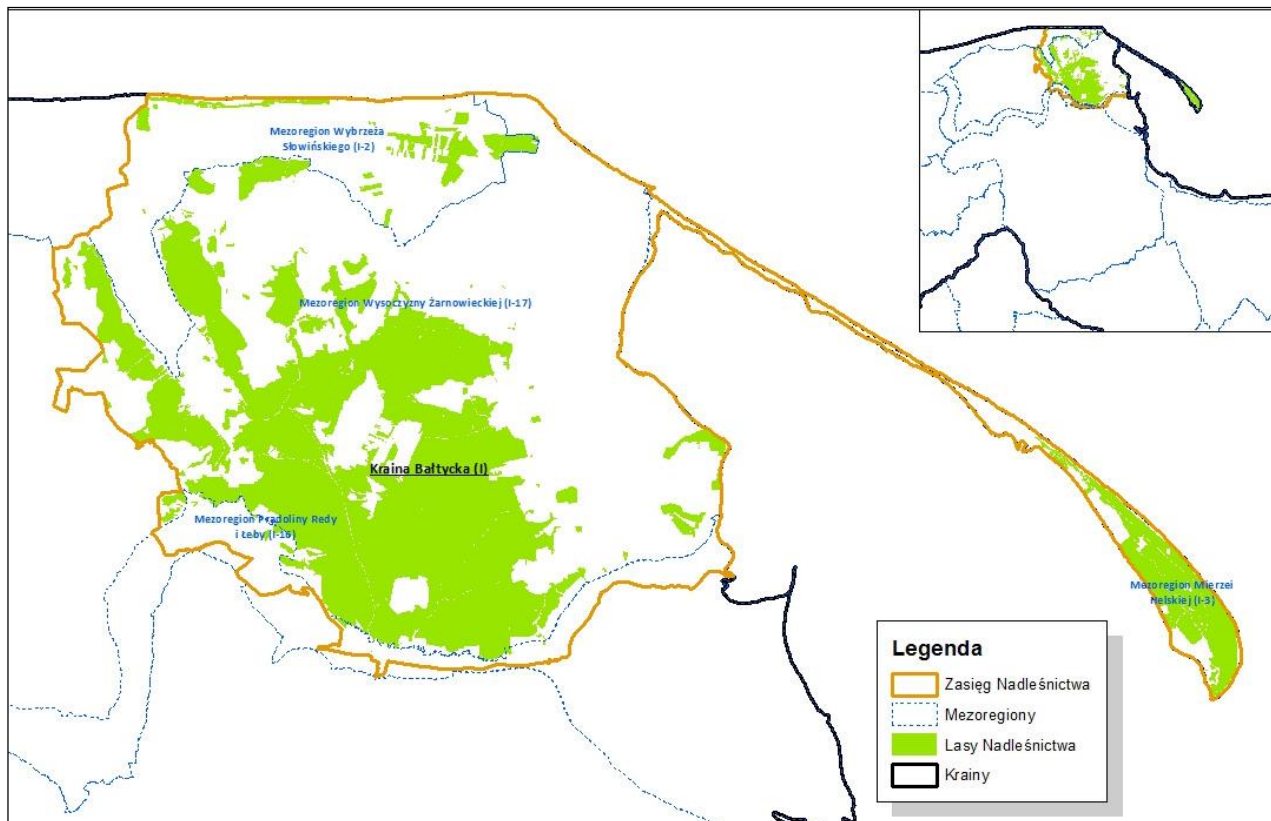 Mezoregion Wybrzeża
Słowińskiego (I-2)
Mezoregion Wysoczyzny Żarnowieckiej (I-17)
Kraina Bałtycka (I)
Mezoregion Pradoliny Redy
i Łeby (I-16)
Mezoregion Mierzei
Helskiej (I-3)
Legenda
Zasięg Nadleśnictwa
Mezoregiony
Lasy Nadleśnictwa
Krainy